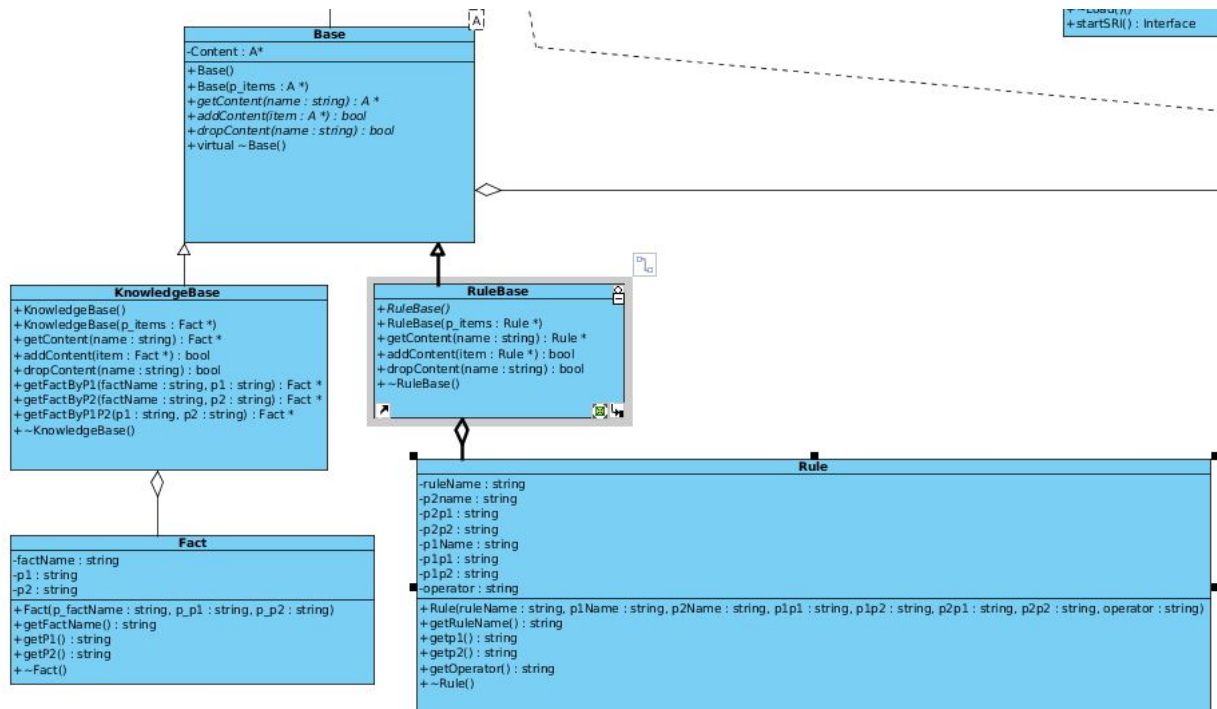 A
Base
-Content : A*
+Base()
+Base(p_items : A *)
+getContent(name : string) : A *
+addContent(item : A *) : bool
+dropContent(name : string) : bool
+virtual ~Base()
+~Load()()
+startSRI() : Interface
KnowledgeBase
+KnowledgeBase()
+KnowledgeBase(p_items : Fact *)
+getContent(name : string) : Fact *
+addContent(item : Fact *) : bool
+dropContent(name : string) : bool
+getFactByP1(factName : string, p1 : string) : Fact *
+getFactByP2(factName : string, p2 : string) : Fact *
+getFactByP1P2(p1 : string, p2 : string) : Fact *
+~KnowledgeBase()
RuleBase
+RuleBase()
+RuleBase(p_items : Rule *)
+getContent(name : string) : Rule *
+addContent(item : Rule *) : bool
+dropContent(name : string) : bool
+~RuleBase()
Fact
-factName : string
-p1 : string
-p2 : string
+Fact(p_factName : string, p_p1 : string, p_p2 : string)
+getFactName() : string
+getP1() : string
+getP2() : string
+~Fact()
Rule
-ruleName : string
-p2name : string
-p2p1 : string
-p2p2 : string
-p1Name : string
-p1p1 : string
-p1p2 : string
-operator : string
+Rule(ruleName : string, p1Name : string, p2Name : string, p1p1 : string, p1p2 : string, p2p1 : string, p2p2 : string, operator : string)
+getRuleName() : string
+getp1() : string
+getp2() : string
+getOperator() : string
+~Rule()